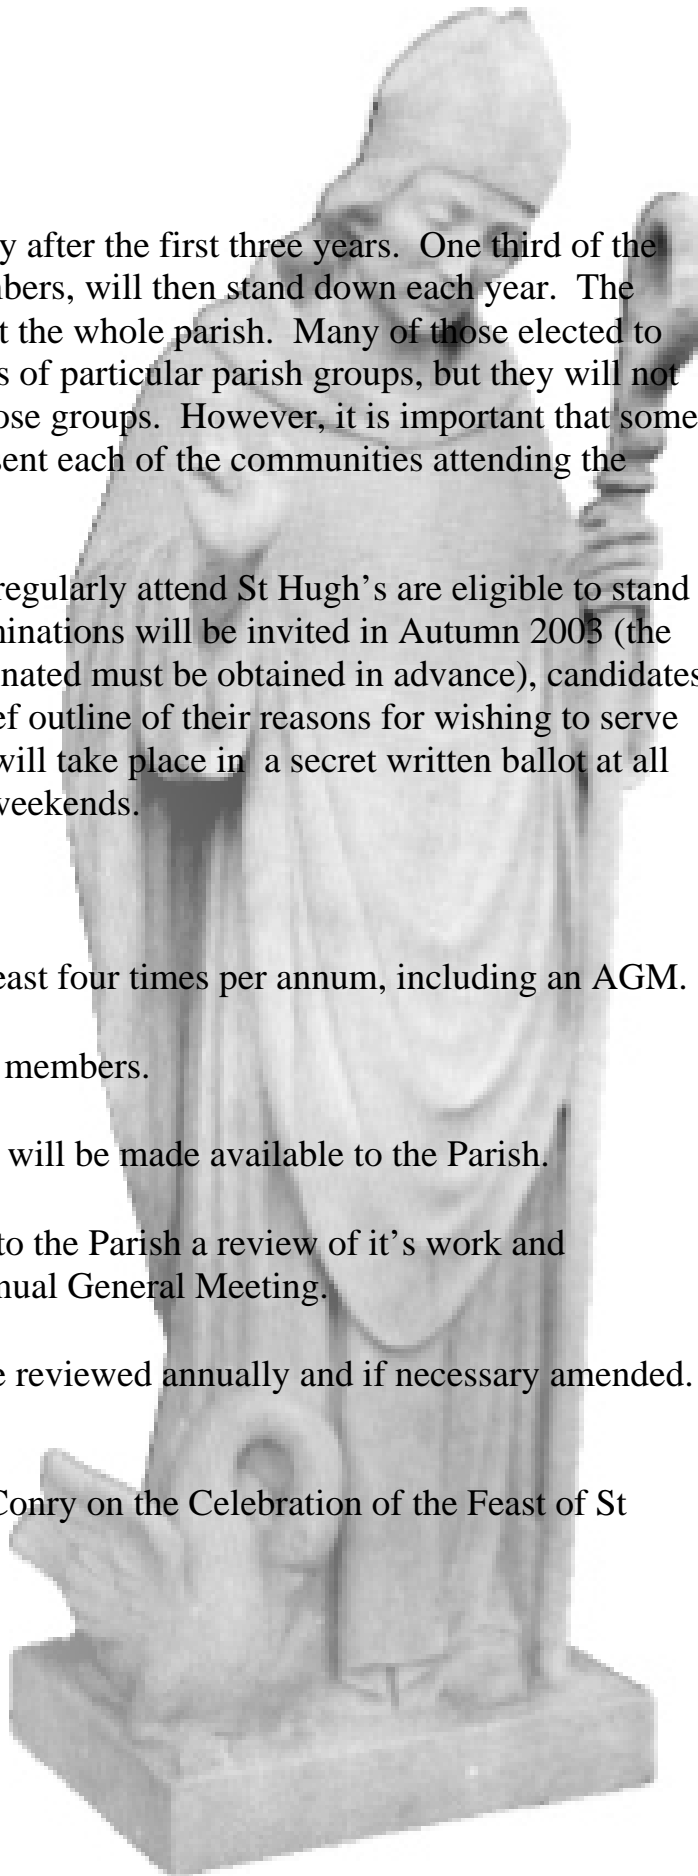 y after the first three years. One third of the
bers, will then stand down each year. The
t the whole parish. Many of those elected to
s of particular parish groups, but they will not
ose groups. However, it is important that some
sent each of the communities attending the
regularly attend St Hugh's are eligible to stand
minations will be invited in Autumn 2003 (the
nated must be obtained in advance), candidates
ef outline of their reasons for wishing to serve
will take place in a secret written ballot at all
weekends.
east four times per annum, including an AGM.
members.
will be made available to the Parish.
to the Parish a review of it's work and
nual General Meeting.
e reviewed annually and if necessary amended.
Conry on the Celebration of the Feast of St